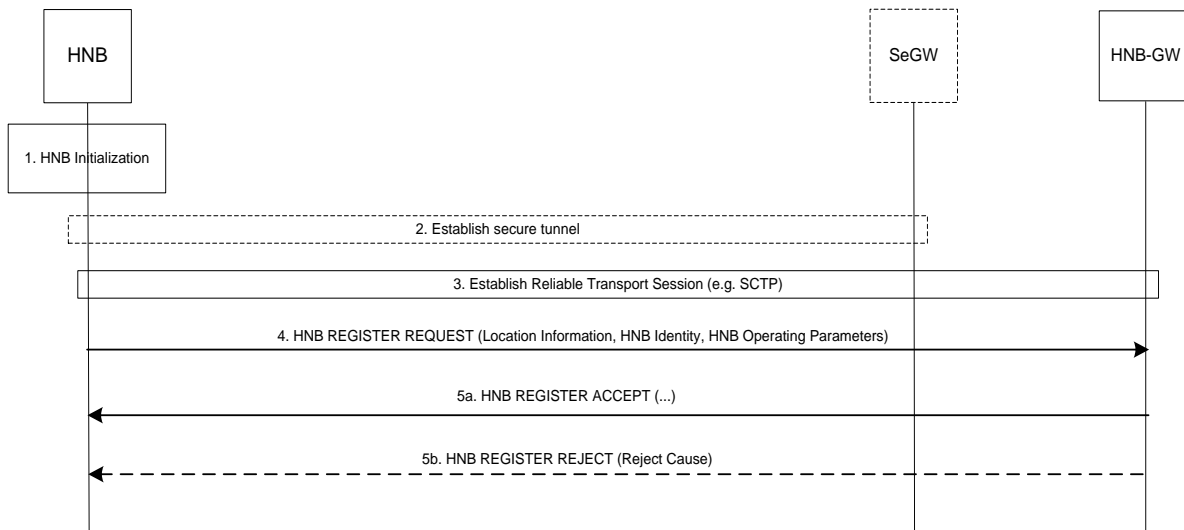 HNB
SeGW
HNB-GW
1. HNB Initialization
2. Establish secure tunnel
3. Establish Reliable Transport Session (e.g. SCTP)
4. HNB REGISTER REQUEST (Location Information, HNB Identity, HNB Operating Parameters)
5a. HNB REGISTER ACCEPT (...)
5b. HNB REGISTER REJECT (Reject Cause)